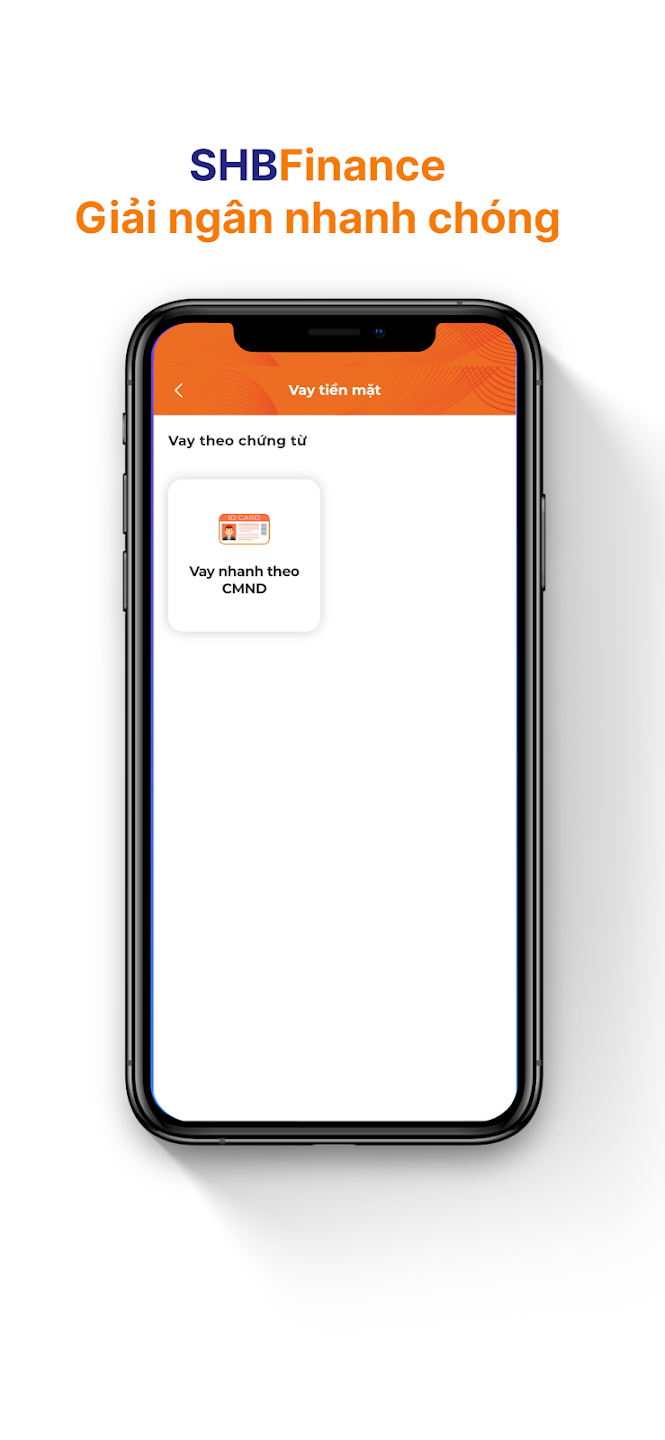 SHBFinance
Giải ngân nhanh chóng
Vay tiền mặt
Vay theo chứng từ
ID CARD
Vay nhanh theo
CMND